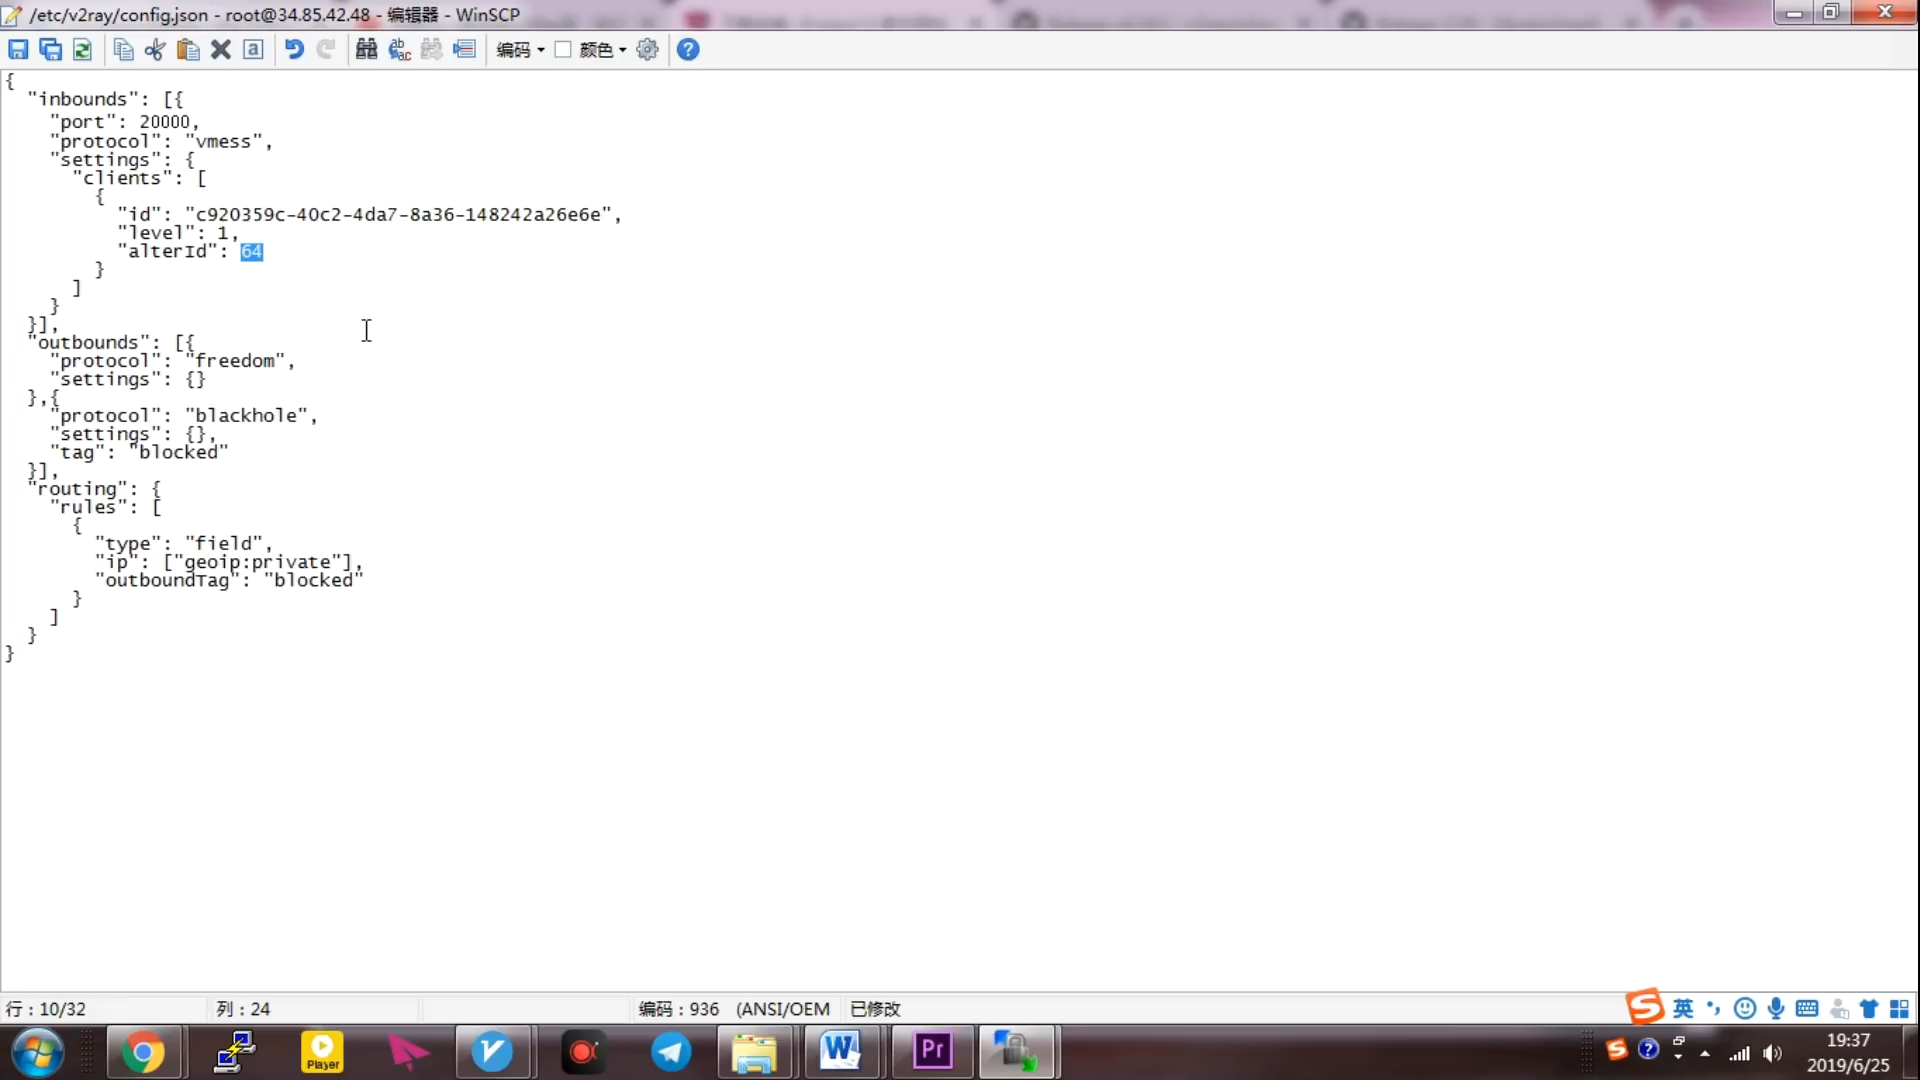 /etc/v2ray/config.json - root@34.85.42.48 - 编辑器 - WinSCP
编码 颜色
{
  "inbounds": [{
    "port": 20000,
    "protocol": "vmess",
    "settings": {
      "clients": [
        {
          "id": "c920359c-40c2-4da7-8a36-148242a26e6e",
          "level": 1,
          "alterId": 64
        }
      ]
    }
  }],
  "outbounds": [{
    "protocol": "freedom",
    "settings": {}
  },{
    "protocol": "blackhole",
    "settings": {},
    "tag": "blocked"
  }],
  "routing": {
    "rules": [
      {
        "type": "field",
        "ip": ["geoip:private"],
        "outboundTag": "blocked"
      }
    ]
  }
}
行：10/32 列：24 编码：936 (ANSI/OEM 已修改
英
Player
Pr
19:37
2019/6/25